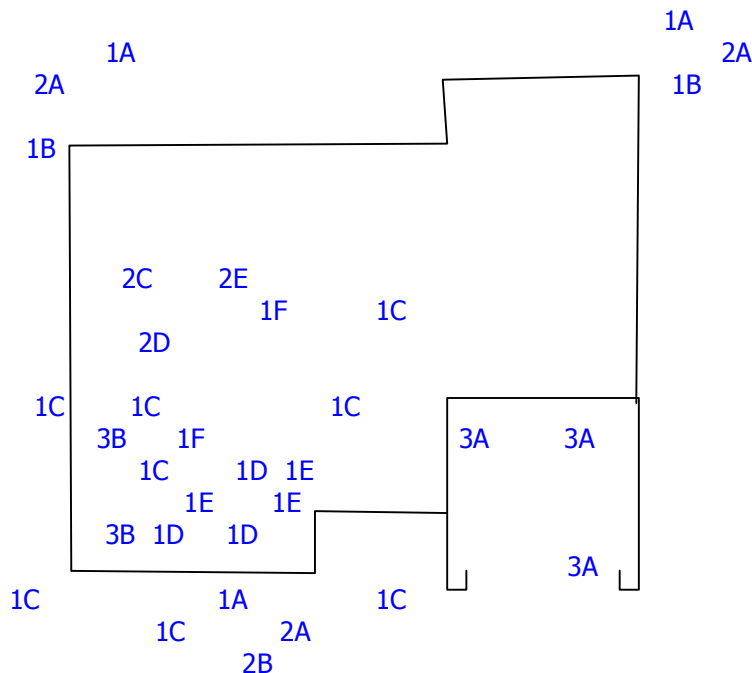 1A
1A 2A
2A 1B
1B
2C 2E
1F 1C
2D
1C 1C 1C
3B 1F 3A 3A
1C 1D 1E
1E 1E
3B 1D 1D
3A
1C 1A 1C
1C 2A
2B